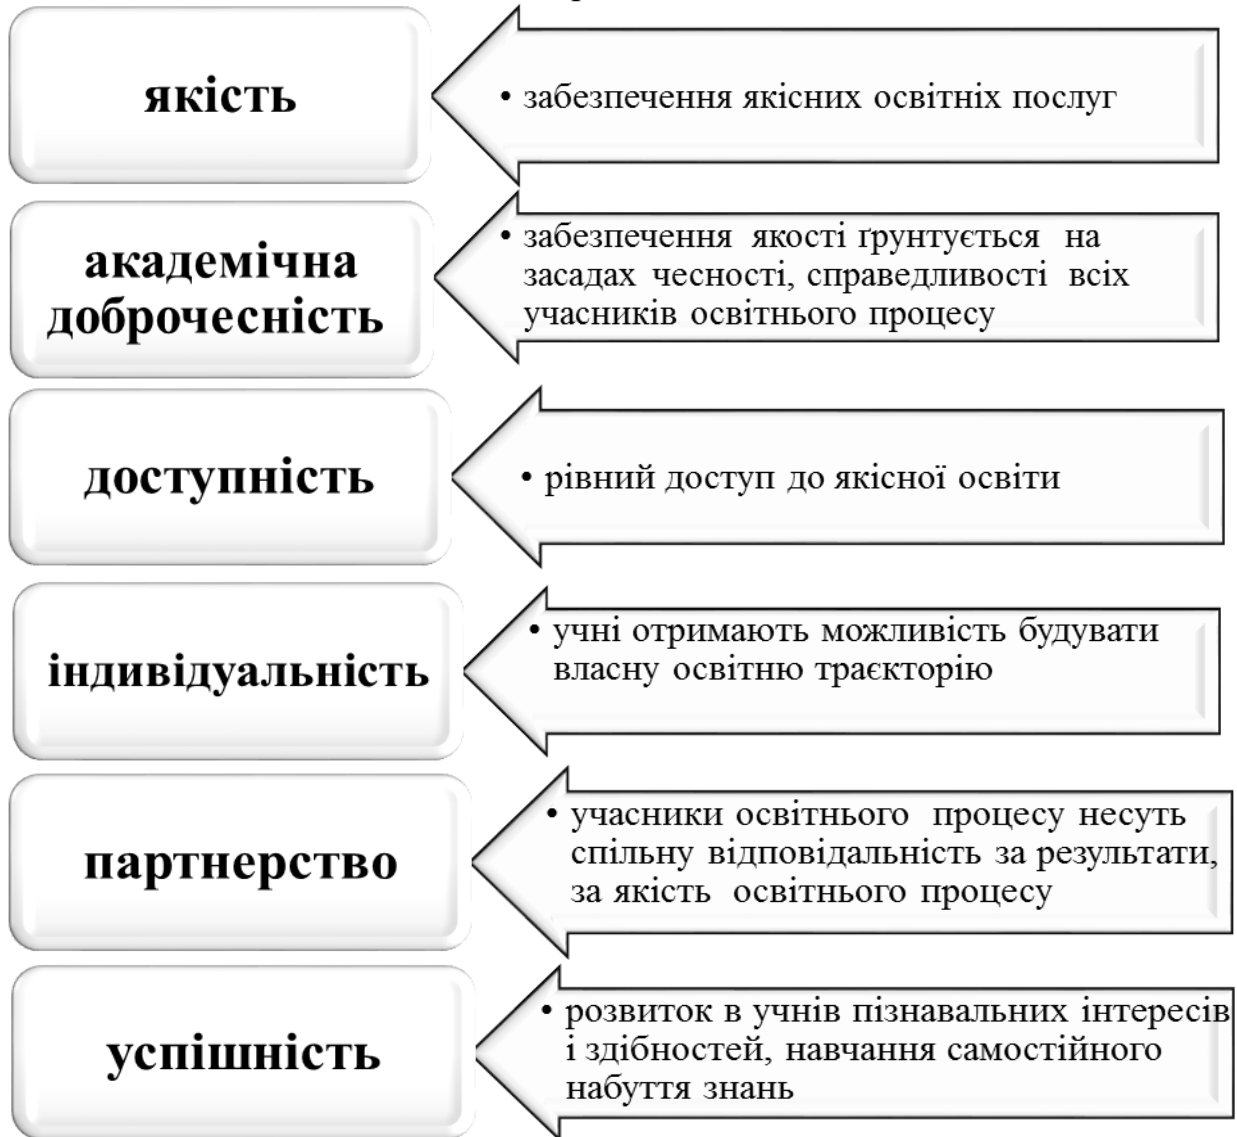 якість
• забезпечення якісних освітніх послуг
академічна
доброчесність
• забезпечення якості ґрунтується на
засадах чесності, справедливості всіх
учасників освітнього процесу
доступність
• рівний доступ до якісної освіти
індивідуальність
• учні отримають можливість будувати
власну освітню траєкторію
партнерство
• учасники освітнього процесу несуть
спільну відповідальність за результати,
за якість освітнього процесу
успішність
• розвиток в учнів пізнавальних інтересів
і здібностей, навчання самостійного
набуття знань